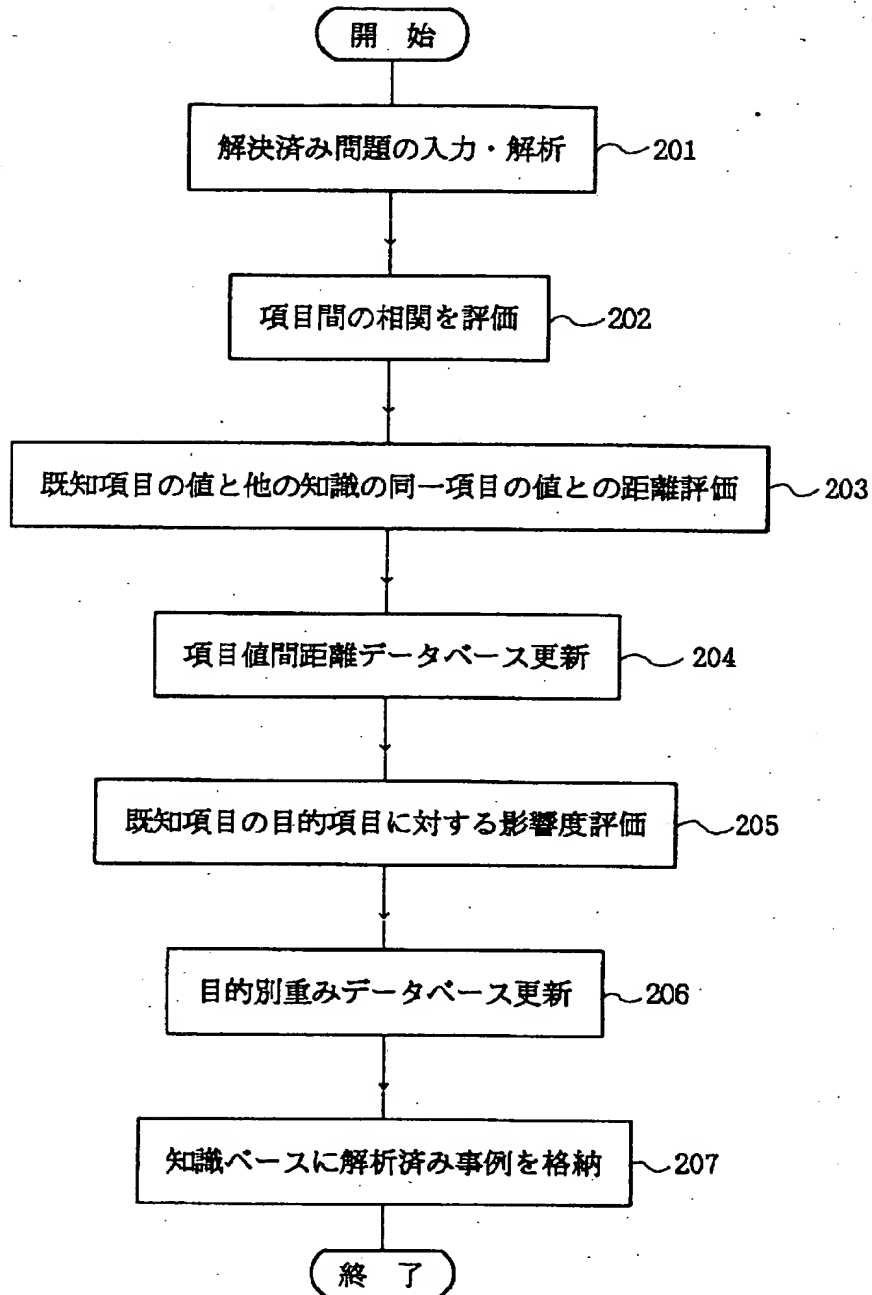 開 始
解決済み問題の入力・解析 201
項目間の相関を評価 202
既知項目の値と他の知識の同一項目の値との距離評価 203
項目値間距離データベース更新 204
既知項目の目的項目に対する影響度評価 205
目的別重みデータベース更新 206
知識ベースに解析済み事例を格納 207
終 了